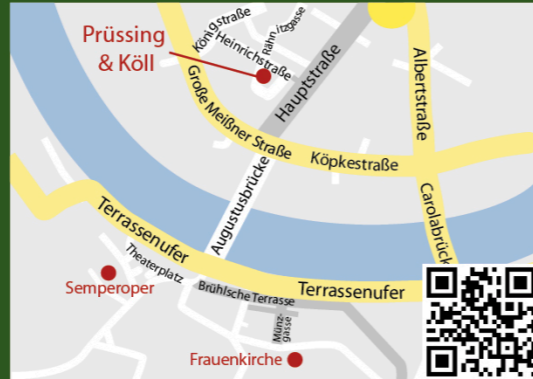 Königstraße
Rähnitzgasse
Heinrichstraße
Prüssing
& Köll
Hauptstraße
Albertstraße
Große Meißner Straße
Köpkestraße
Augustusbrücke
Carolabrück
Terrassenufer
Theaterplatz
Semperoper
Brühlsche Terrasse
Terrassenufer
Münz-
gasse
Frauenkirche